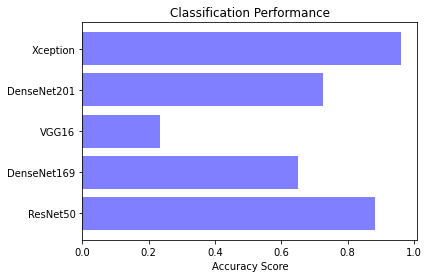 Classification Performance
Xception
DenseNet201
VGG16
DenseNet169
ResNet50
0.0 0.2 0.4 0.6 0.8 1.0
Accuracy Score